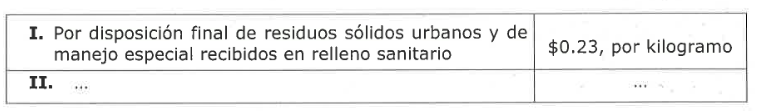 I. Por disposición final de residuos sólidos urbanos y de
manejo especial recibidos en relleno sanitario
$0.23, por kilogramo
II. ...
...